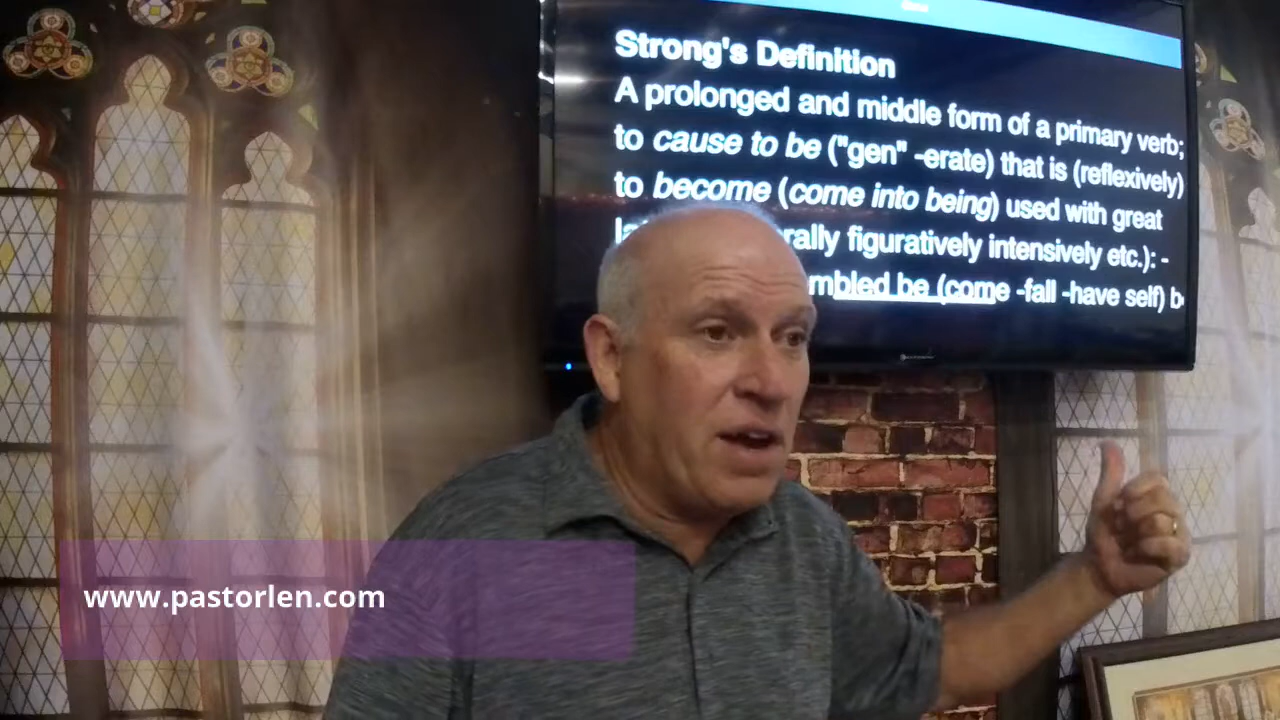 Strong's Definition
A prolonged and middle form of a primary verb;
to cause to be ("gen" -erate) that is (reflexively)
to become (come into being) used with great
rally figuratively intensively etc.): -
mbled be (come -fall -have self) b
www.pastorlen.com